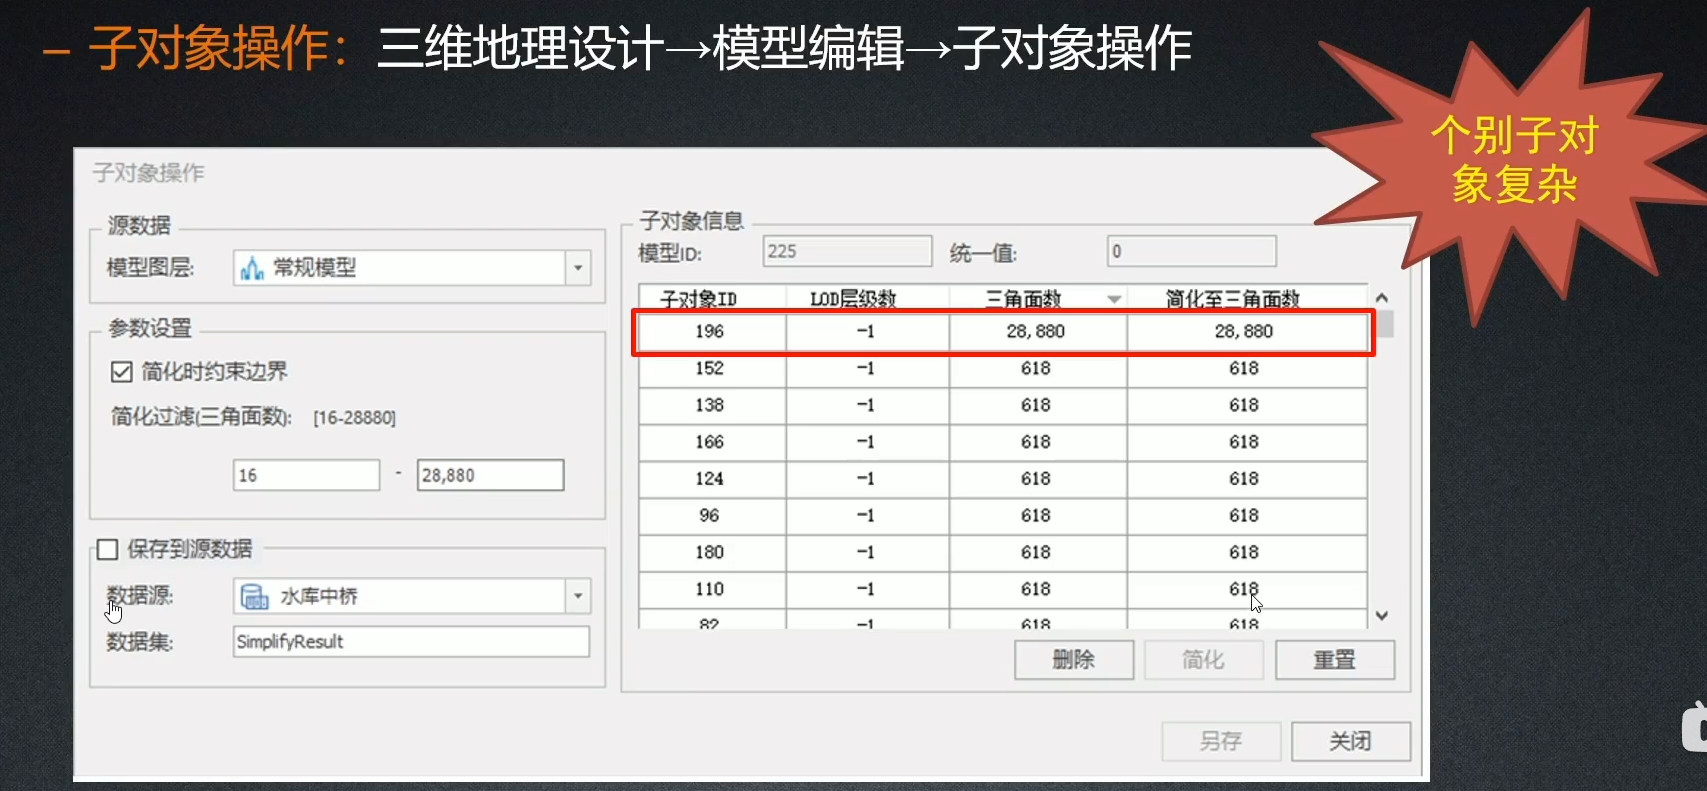 – 子对象操作：三维地理设计→模型编辑→子对象操作
个别子对
象复杂
子对象操作
源数据
模型图层: 常规模型
参数设置
简化时约束边界
简化过滤(三角面数): [16-28880]
16 - 28,880
保存到源数据
数据源: 水库中桥
数据集: SimplifyResult
子对象信息
模型ID: 225 统一值: 0
子对象ID LOD层级数 三角面数 简化至三角面数
196 -1 28,880 28,880
152 -1 618 618
138 -1 618 618
166 -1 618 618
124 -1 618 618
96 -1 618 618
180 -1 618 618
110 -1 618 618
82 -1 618 618
删除 简化 重置
另存 关闭